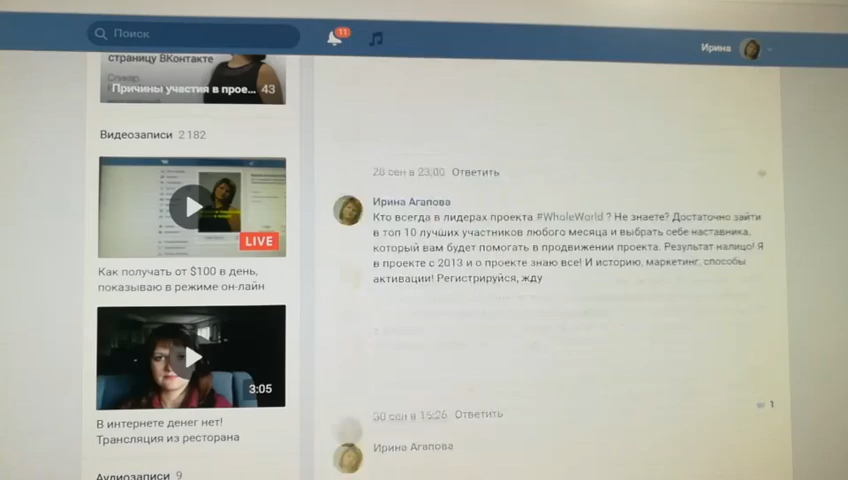 Поиск
11
Ирина
страницу ВКонтакте
Причины участия в прое... 43
Видеозаписи 2 182
LIVE
Как получать от $100 в день,
показываю в режиме он-лайн
3:05
В интернете денег нет!
Трансляция из ресторана
Аудиозаписи 9
28 сен в 23:00 Ответить
Ирина Агапова
Кто всегда в лидерах проекта #WhaleWorld ? Не знаете? Достаточно зайти
в топ 10 лучших участников любого месяца и выбрать себе наставника,
который вам будет помогать в продвижении проекта. Результат налицо! Я
в проекте с 2013 и о проекте знаю все! И историю, маркетинг, способы
активации! Регистрируйся, жду
30 сен в 15:26 Ответить
1
Ирина Агапова